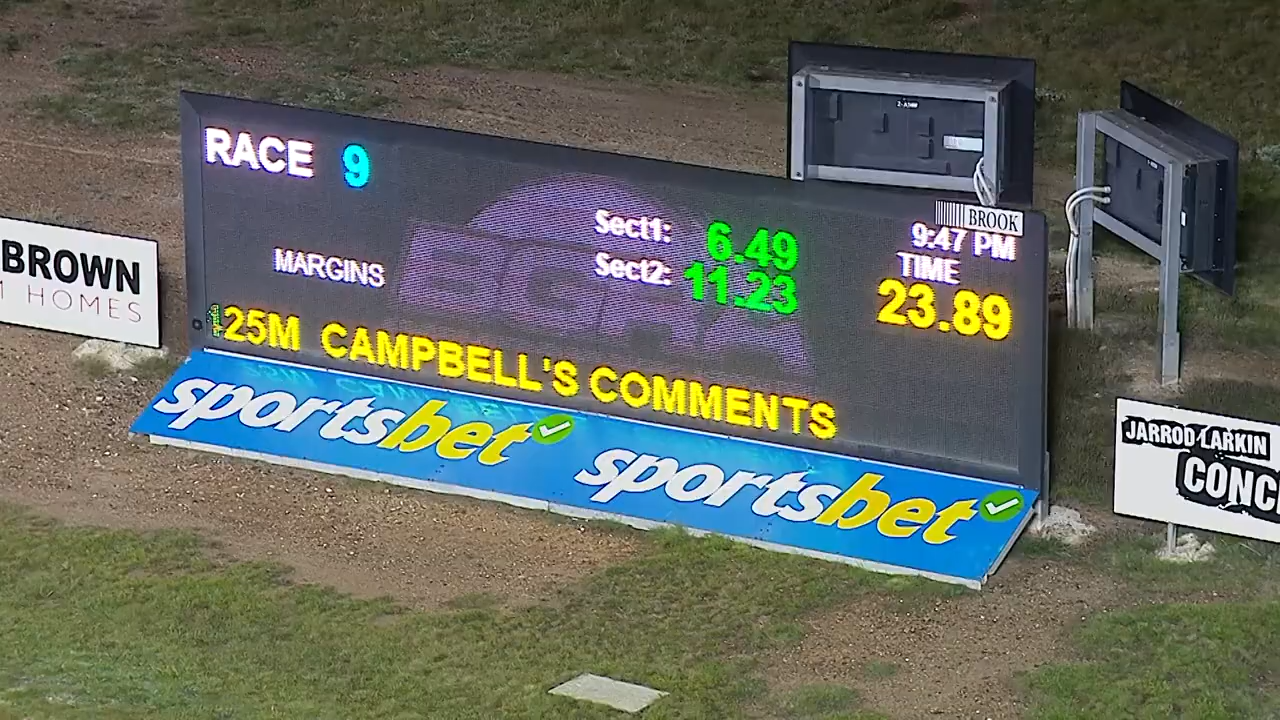 RACE 9
BROOK
Sect1: 6.49
9:47 PM
MARGINS
Sect2: 11.23
TIME
23.89
25M CAMPBELL'S COMMENTS
sportsbet sportsbet
BROWN
HOMES
JARROD LARKIN
CONC